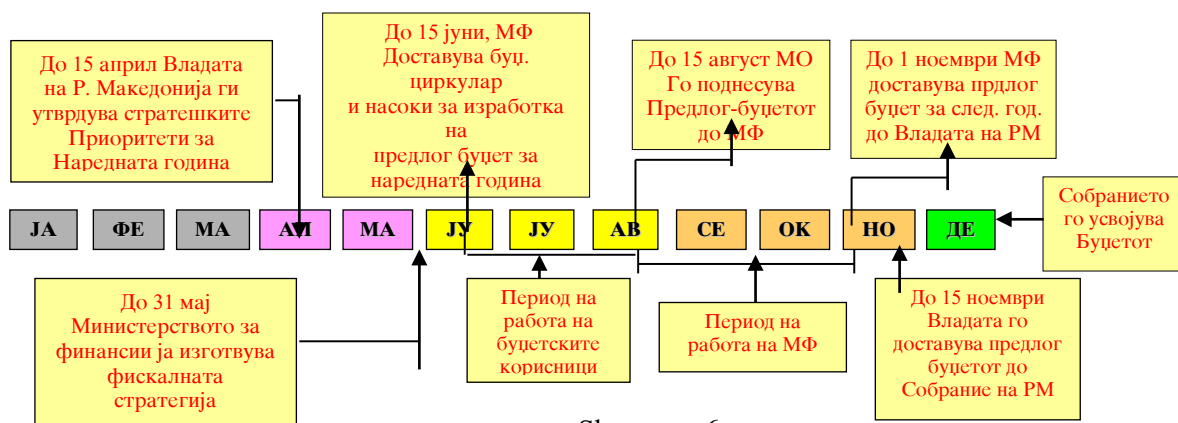 До 15 април Владата
на Р. Македонија ги
утврдува стратешките
Приоритети за
Наредната година
До 15 јуни, МФ
Доставува буџ.
циркулар
и насоки за изработка
на
предлог буџет за
наредната година
До 15 август МО
Го поднесува
Предлог-буџетот
до МФ
До 1 ноември МФ
доставува прдлог
буџет за след. год.
до Владата на РМ
ЈА ФЕ МА АП МА ЈУ ЈУ АВ СЕ ОК НО ДЕ
Собранието
го усвојува
Буџетот
До 31 мај
Министерството за
финансии ја изготвува
фискалната
стратегија
Период на
работа на
буџетските
корисници
Период на
работа на МФ
До 15 ноември
Владата го
доставува предлог
буџетот до
Собрание на РМ